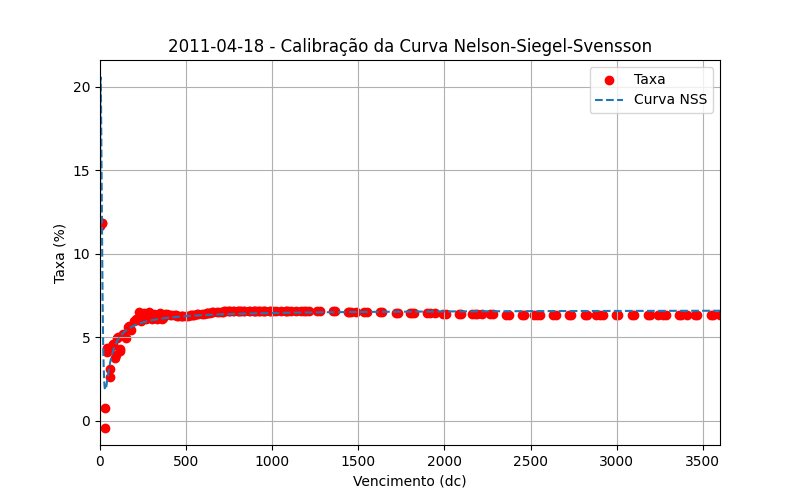 2011-04-18 - Calibração da Curva Nelson-Siegel-Svensson
Taxa
Curva NSS
Taxa (%)
20
15
10
5
0
0 500 1000 1500 2000 2500 3000 3500
Vencimento (dc)